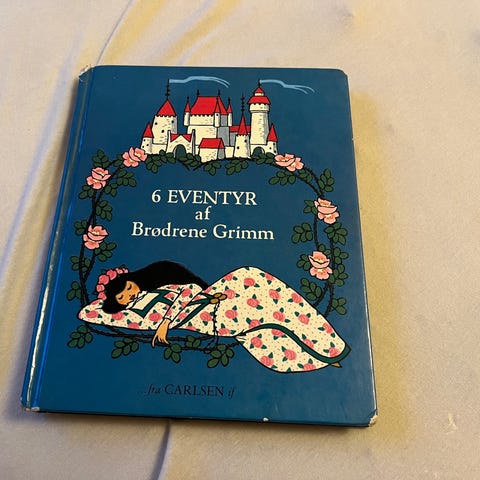 6 EVENTYR
af
Brødrene Grimm
...fra CARLSEN if